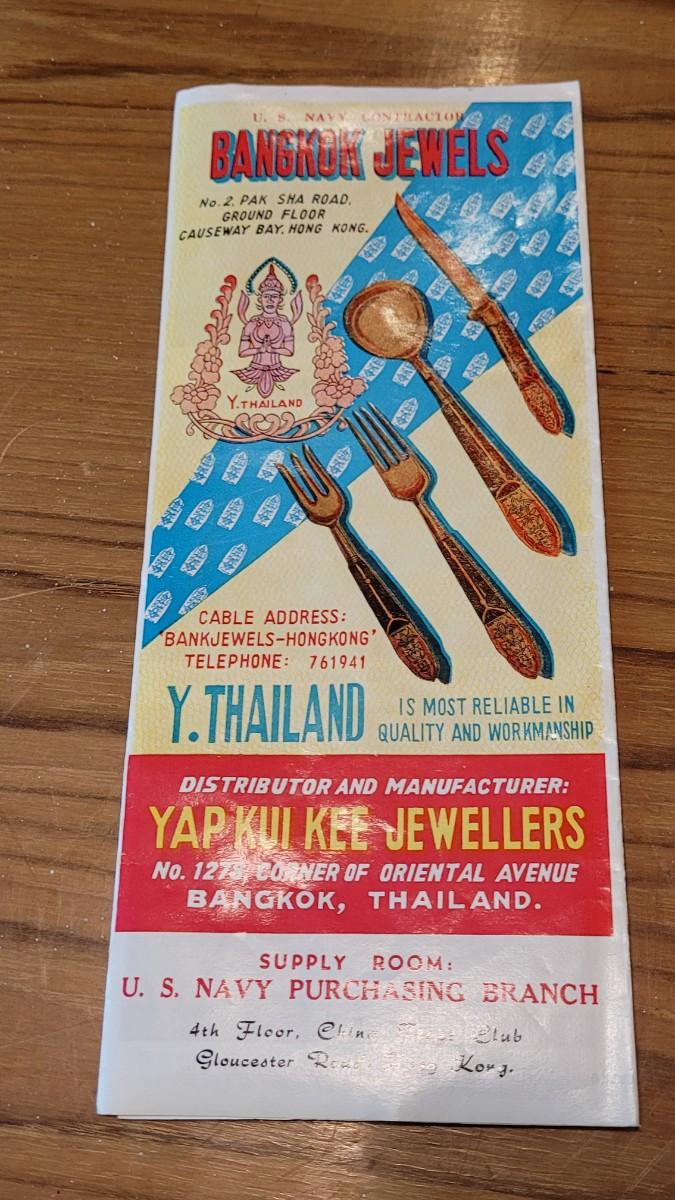 U. S. NAVY CONTRACTOR
BANGKOK JEWELS
No. 2, PAK SHA ROAD,
GROUND FLOOR
CAUSEWAY BAY, HONG KONG.
Y. THAILAND
CABLE ADDRESS:
'BANKJEWELS-HONGKONG'
TELEPHONE: 761941
Y. THAILAND
IS MOST RELIABLE IN
QUALITY AND WORKMANSHIP
DISTRIBUTOR AND MANUFACTURER:
YAP KUI KEE JEWELLERS
No. CORNER OF ORIENTAL AVENUE
BANGKOK, THAILAND.
SUPPLY ROOM:
U. S. NAVY PURCHASING BRANCH
4th Floor, Club
Gloucester Kong.